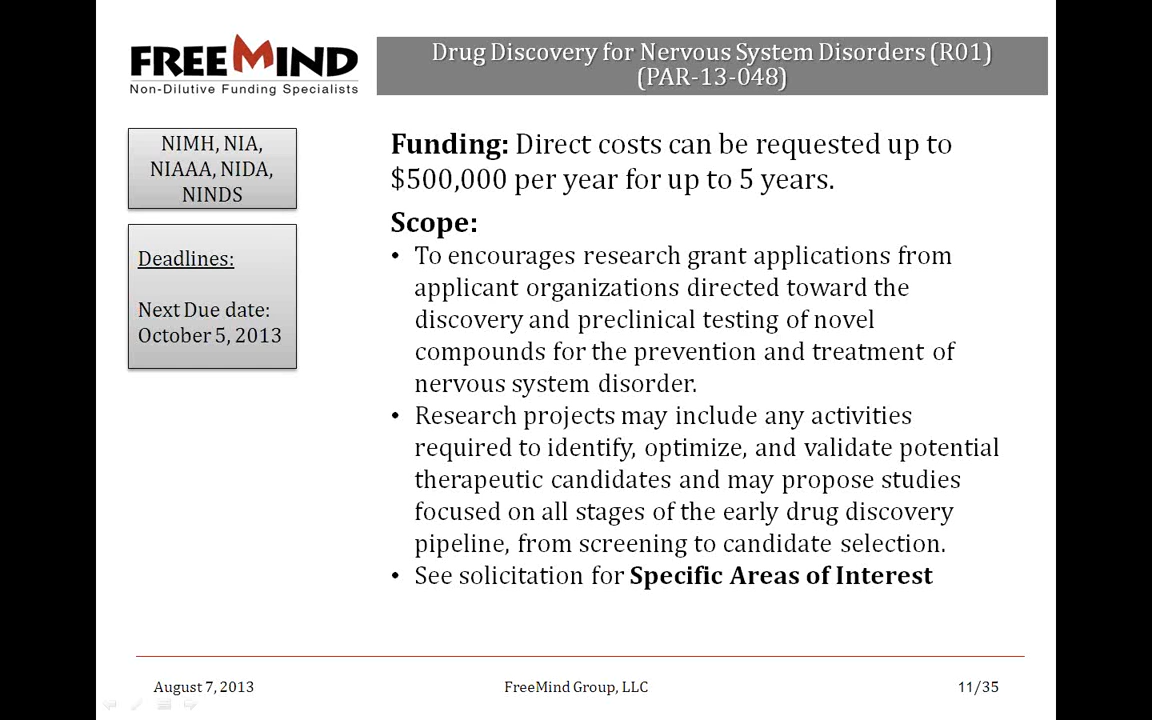 FREEMIND
Non-Dilutive Funding Specialists
Drug Discovery for Nervous System Disorders (R01)
(PAR-13-048)
NIMH, NIA,
NIAAA, NIDA,
NINDS
Deadlines:
Next Due date:
October 5, 2013
Funding: Direct costs can be requested up to
$500,000 per year for up to 5 years.
Scope:
• To encourages research grant applications from
applicant organizations directed toward the
discovery and preclinical testing of novel
compounds for the prevention and treatment of
nervous system disorder.
• Research projects may include any activities
required to identify, optimize, and validate potential
therapeutic candidates and may propose studies
focused on all stages of the early drug discovery
pipeline, from screening to candidate selection.
• See solicitation for Specific Areas of Interest
August 7, 2013
FreeMind Group, LLC
11/35